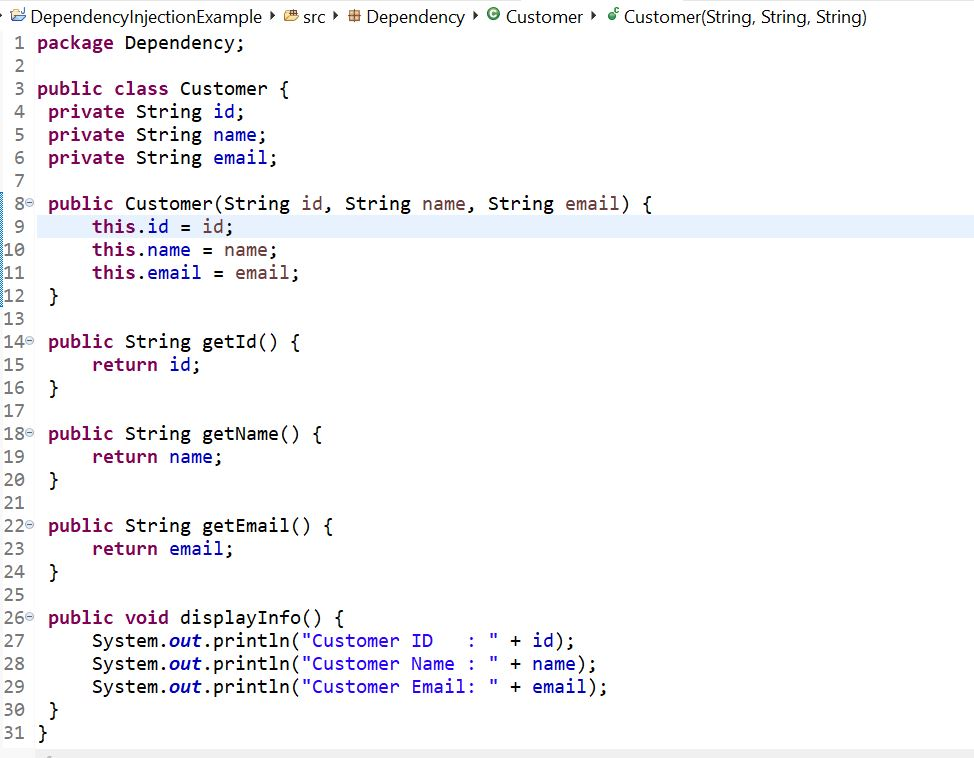 DependencyInjectionExample src Dependency Customer Customer(String, String, String)
1 package Dependency;
2
3 public class Customer {
4 private String id;
5 private String name;
6 private String email;
7
8 public Customer(String id, String name, String email) {
9 this.id = id;
10 this.name = name;
11 this.email = email;
12 }
13
14 public String getId() {
15 return id;
16 }
17
18 public String getName() {
19 return name;
20 }
21
22 public String getEmail() {
23 return email;
24 }
25
26 public void displayInfo() {
27 System.out.println("Customer ID   : " + id);
28 System.out.println("Customer Name : " + name);
29 System.out.println("Customer Email: " + email);
30 }
31 }